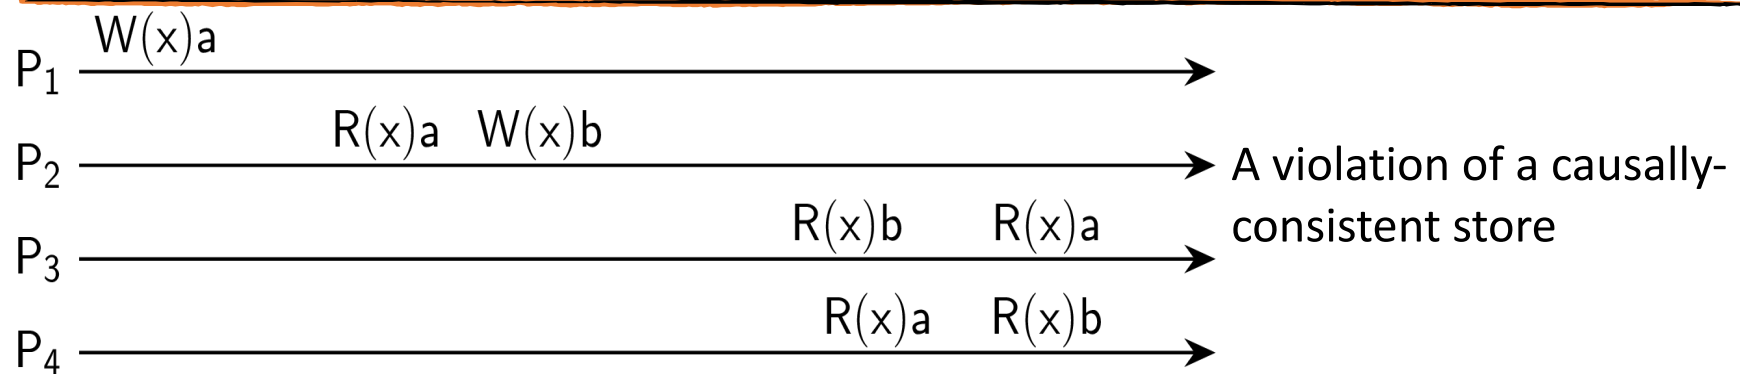 W(x)a
P₁
R(x)a W(x)b
P₂
A violation of a causally-
consistent store
R(x)b R(x)a
P₃
R(x)a R(x)b
P₄